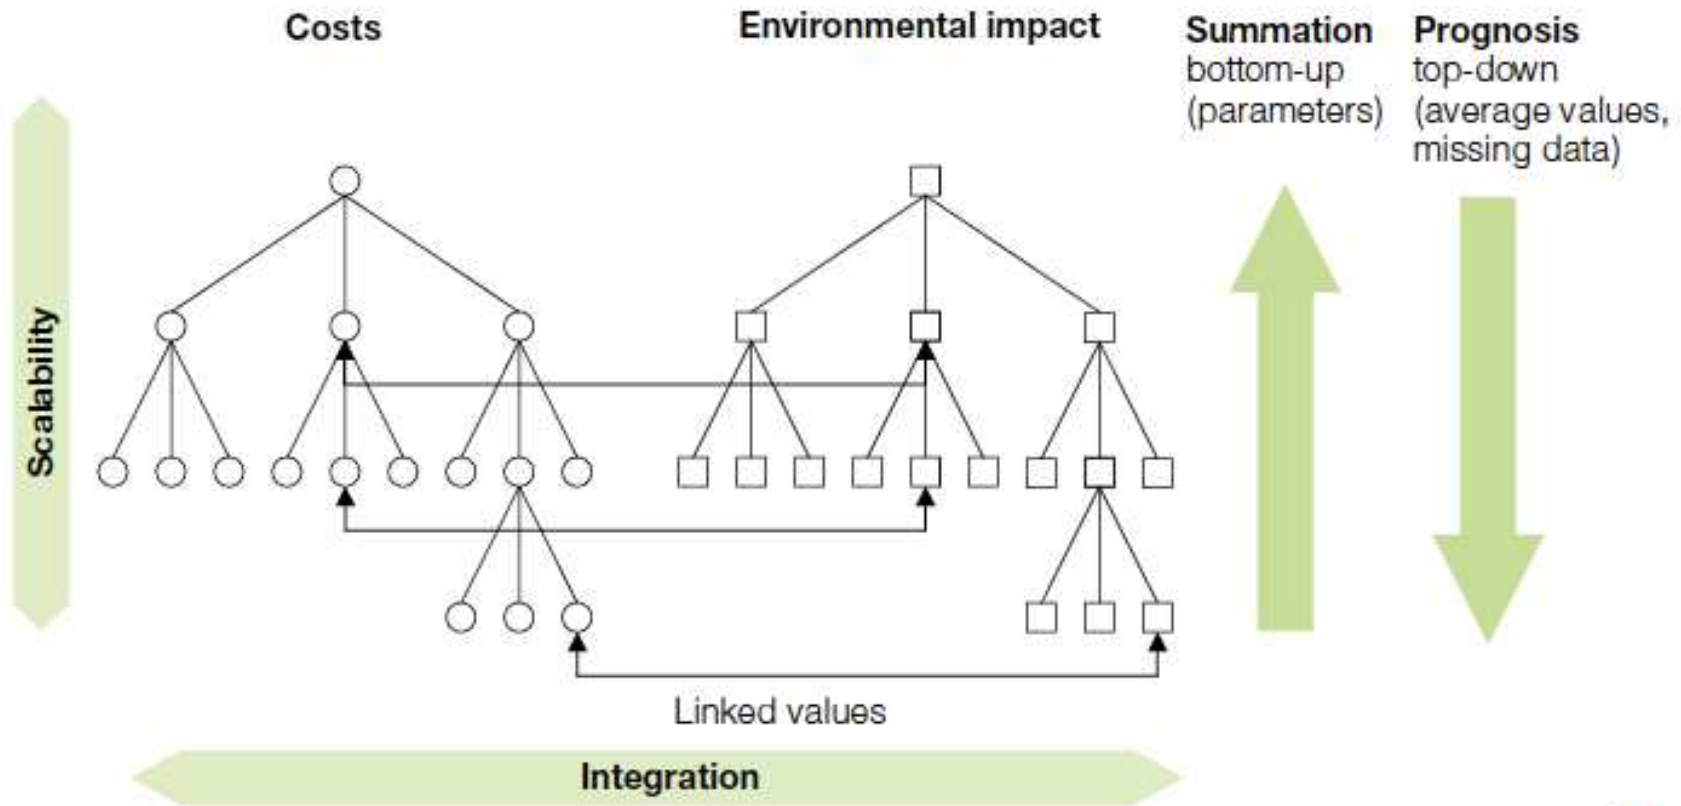 Costs
Environmental impact
Summation
bottom-up
(parameters)
Prognosis
top-down
(average values,
missing data)
Scalability
Linked values
Integration